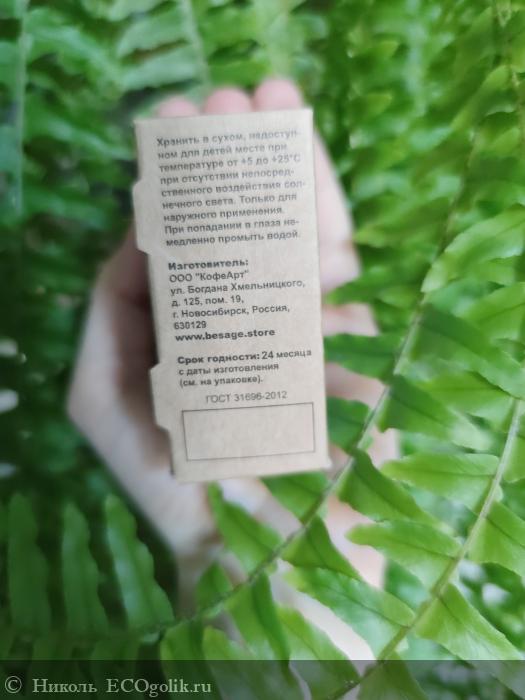 Хранить в сухом, недоступ-
ном для детей месте при
температуре от +5 до +25°C
при отсутствии непосред-
ственного воздействия сол-
нечного света. Только для
наружного применения.
При попадании в глаза не-
медленно промыть водой.
Изготовитель:
ООО "КофеАрт"
ул. Богдана Хмельницкого,
д. 125, пом. 19,
г. Новосибирск, Россия,
630129
www.besage.store
Срок годности: 24 месяца
с даты изготовления
(см. на упаковке).
ГОСТ 31696-2012
© Николь ECOgolik.ru